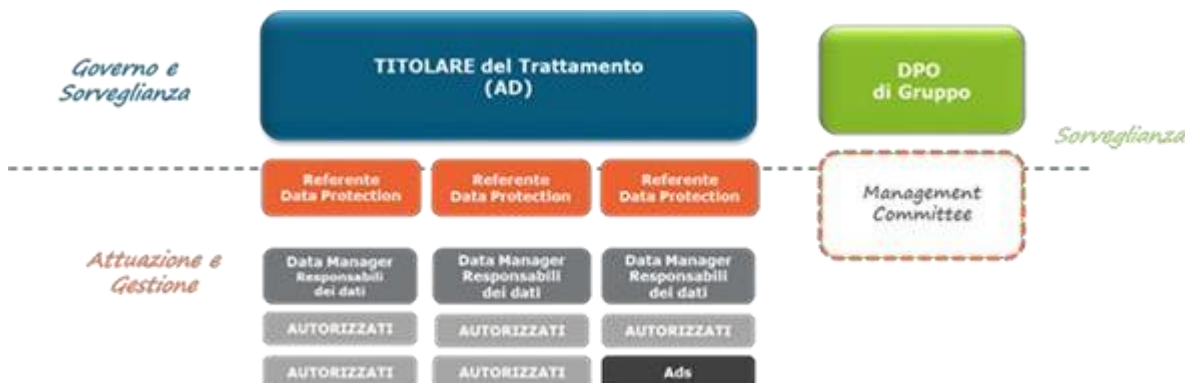 Governo e
Sorveglianza
TITOLARE del Trattamento
(AD)
DPO
di Gruppo
Sorveglianza
Referente
Data Protection
Referente
Data Protection
Referente
Data Protection
Management
Committee
Attuazione e
Gestione
Data Manager
Responsabili
dei dati
Data Manager
Responsabili
dei dati
Data Manager
Responsabili
dei dati
AUTORIZZATI
AUTORIZZATI
AUTORIZZATI
AUTORIZZATI
AUTORIZZATI
Ads